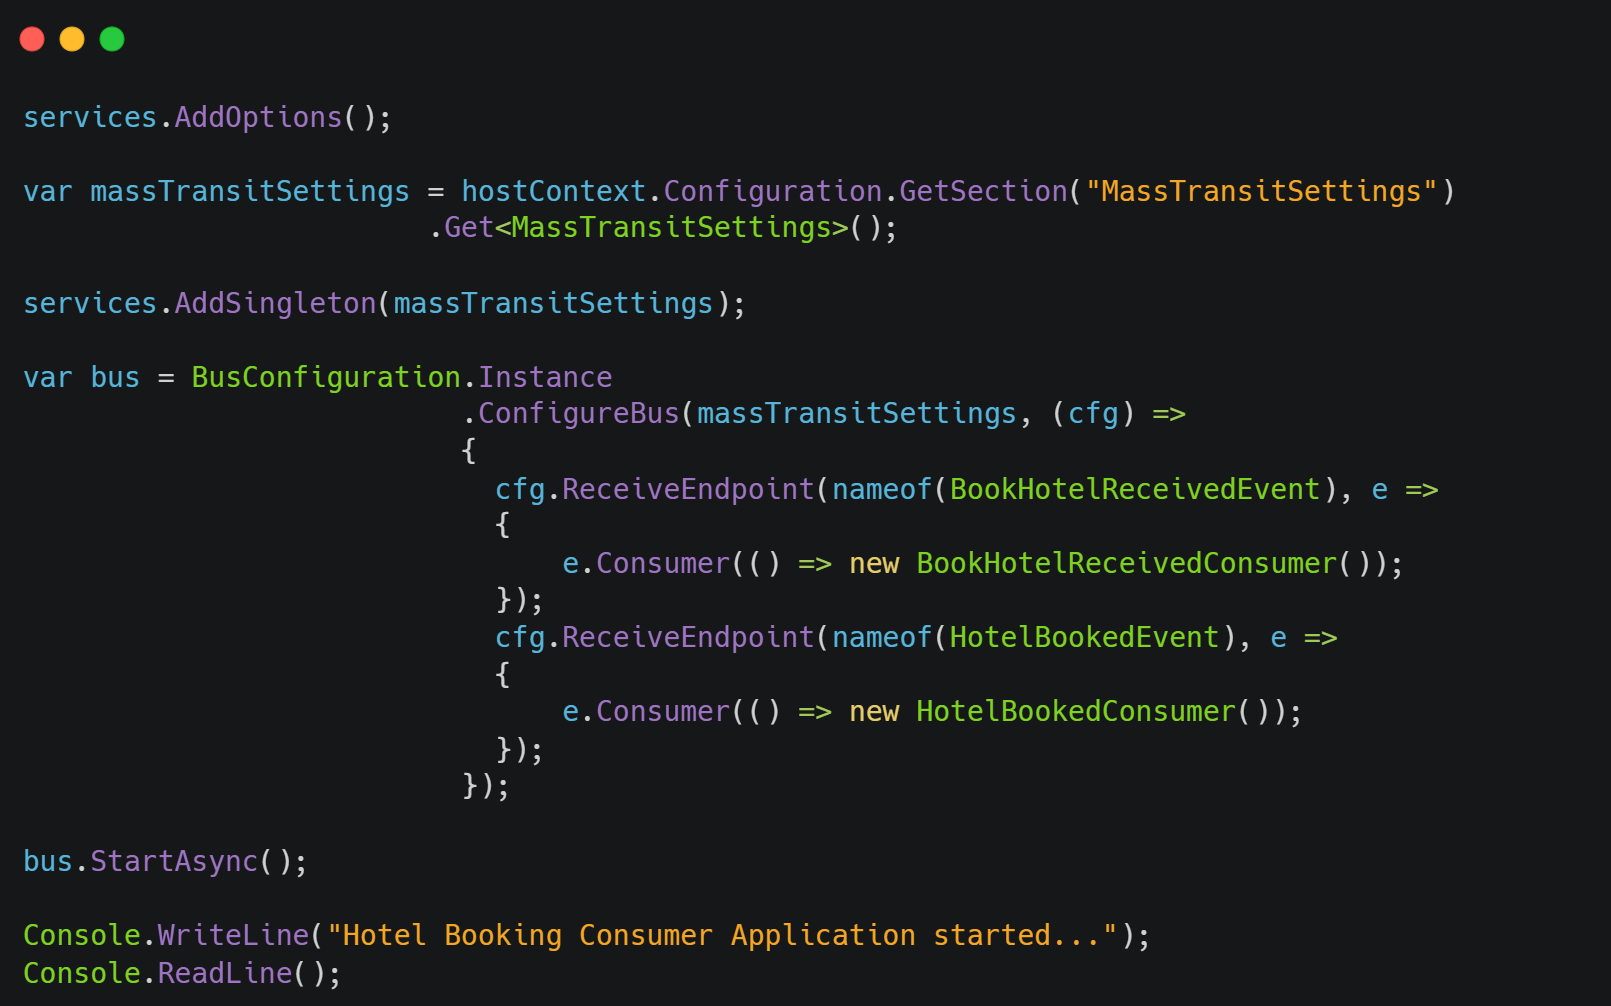 services.AddOptions();
var massTransitSettings = hostContext.Configuration.GetSection("MassTransitSettings")
.Get<MassTransitSettings>();
services.AddSingleton(massTransitSettings);
var bus = BusConfiguration.Instance
.ConfigureBus(massTransitSettings, (cfg) =>
{
cfg.ReceiveEndpoint(nameof(BookHotelReceivedEvent), e =>
{
e.Consumer(() => new BookHotelReceivedConsumer());
});
cfg.ReceiveEndpoint(nameof(HotelBookedEvent), e =>
{
e.Consumer(() => new HotelBookedConsumer());
});
});
bus.StartAsync();
Console.WriteLine("Hotel Booking Consumer Application started...");
Console.ReadLine();